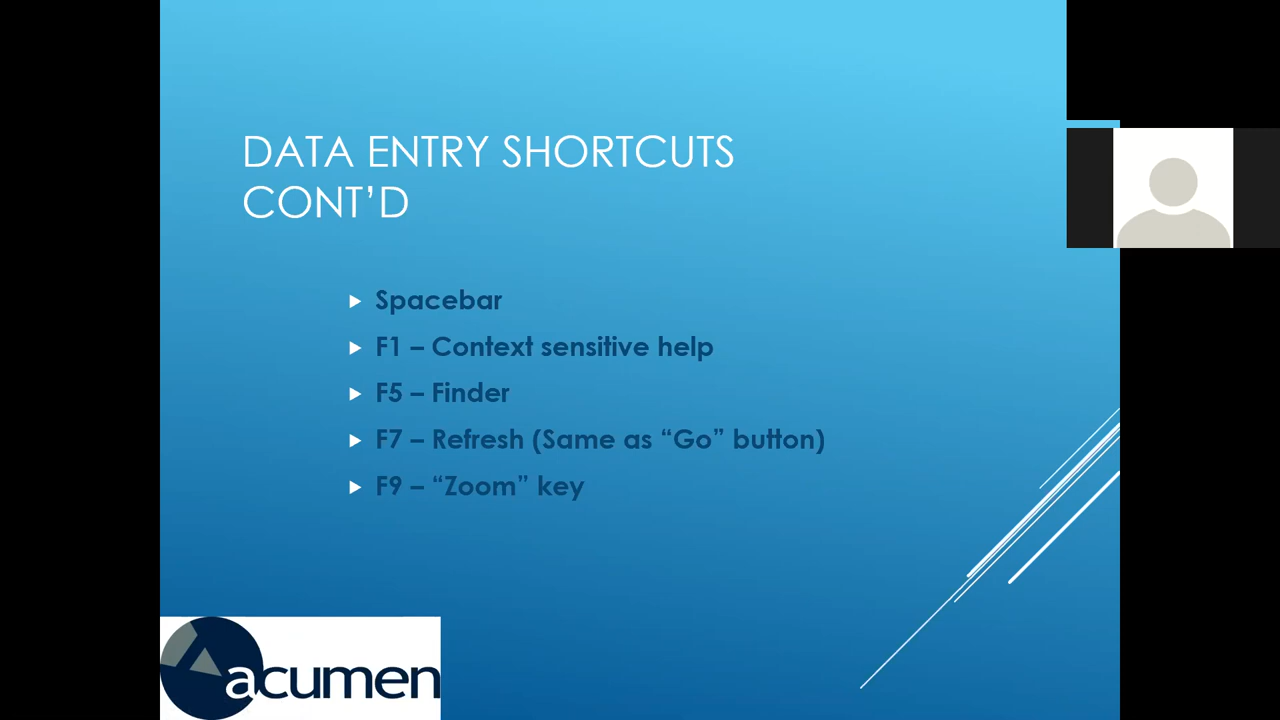 DATA ENTRY SHORTCUTS
CONT’D
Spacebar
F1 – Context sensitive help
F5 – Finder
F7 – Refresh (Same as “Go” button)
F9 – “Zoom” key
acumen